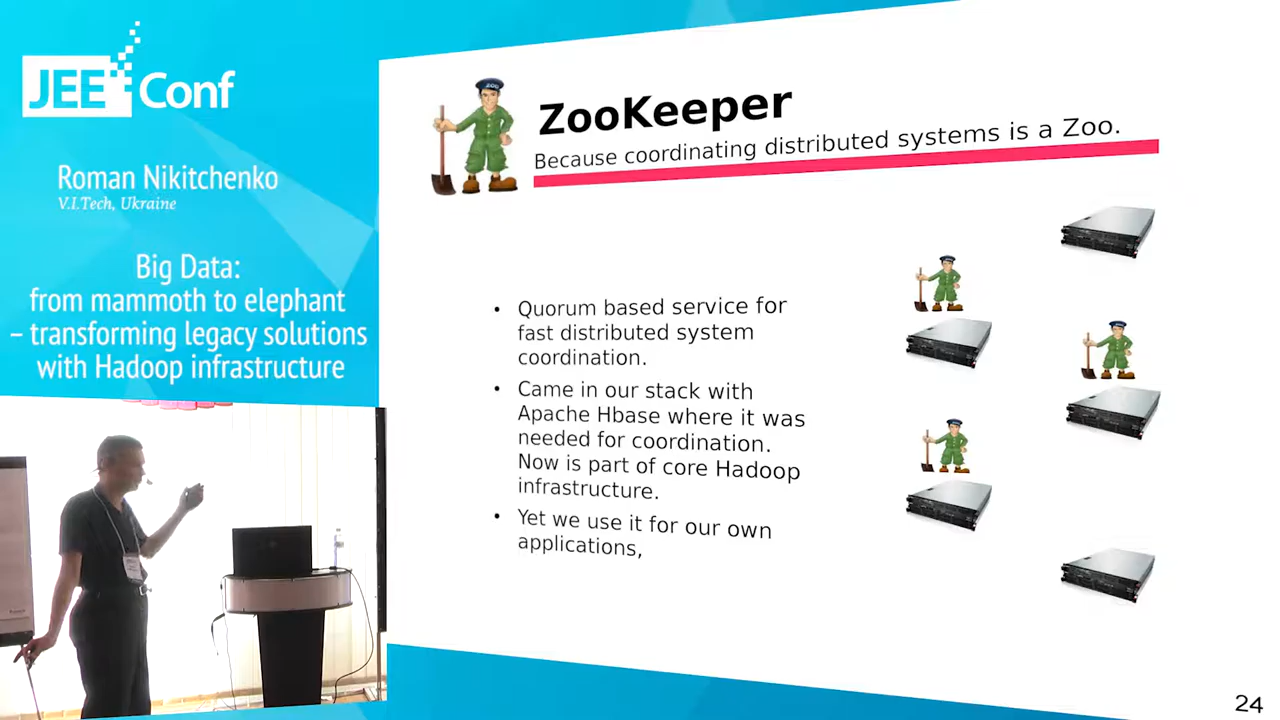 JEE Conf
Roman Nikitchenko
V.I.Tech, Ukraine
Big Data:
from mammoth to elephant
– transforming legacy solutions
with Hadoop infrastructure
ZOO
ZooKeeper
Because coordinating distributed systems is a Zoo.
• Quorum based service for
fast distributed system
coordination.
• Came in our stack with
Apache Hbase where it was
needed for coordination.
Now is part of core Hadoop
infrastructure.
• Yet we use it for our own
applications,
24